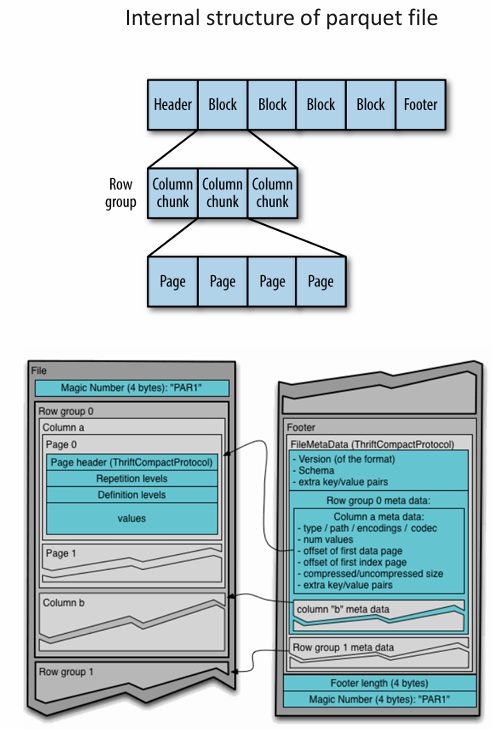 Internal structure of parquet file
Header Block Block Block Block Footer
Row
group
Column
chunk
Column
chunk
Column
chunk
Page Page Page Page
File
Magic Number (4 bytes): "PAR1"
Row group 0
Column a
Page 0
Page header (ThriftCompactProtocol)
Repetition levels
Definition levels
values
Page 1
Column b
Row group 1
Footer
FileMetaData (ThriftCompactProtocol)
- Version (of the format)
- Schema
- extra key/value pairs
Row group 0 meta data:
Column a meta data:
- type / path / encodings / codec
- num values
- offset of first data page
- offset of first index page
- compressed/uncompressed size
- extra key/value pairs
column "b" meta data
Row group 1 meta data
Footer length (4 bytes)
Magic Number (4 bytes): "PAR1"